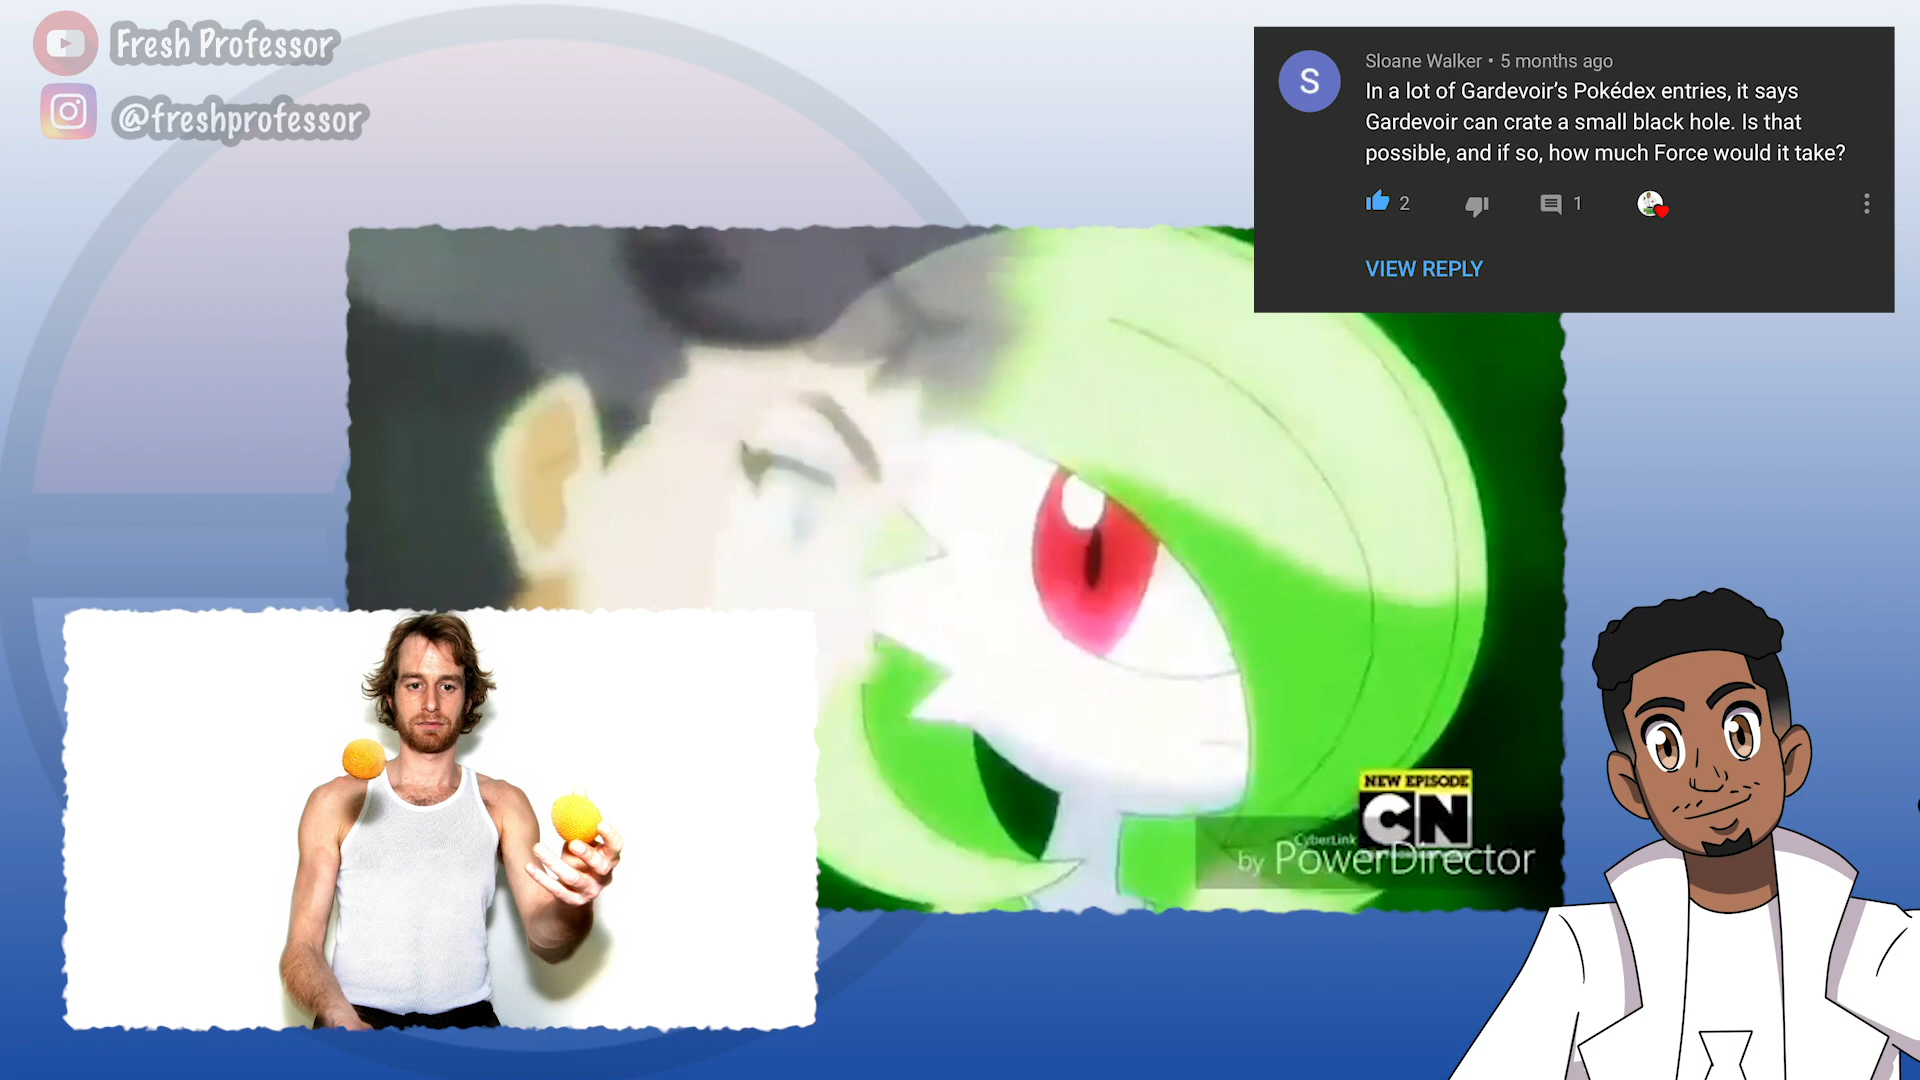 Fresh Professor
@freshprofessor
S
Sloane Walker • 5 months ago
In a lot of Gardevoir’s Pokédex entries, it says
Gardevoir can crate a small black hole. Is that
possible, and if so, how much Force would it take?
2
1
VIEW REPLY
NEW EPISODE
CN
CyberLink
by PowerDirector